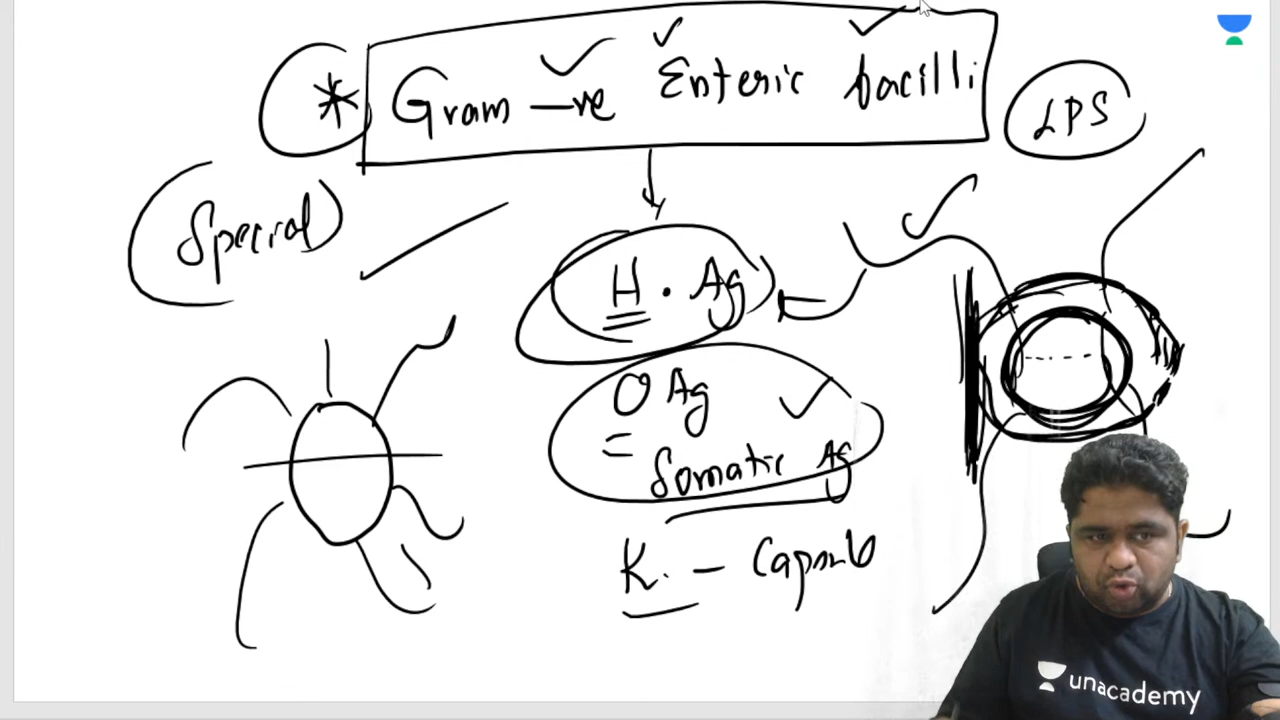 * Gram -ve Enteric bacilli
LPS
Special
H. Ag
O Ag
Somatic Ag
K. - Capsule
unacademy